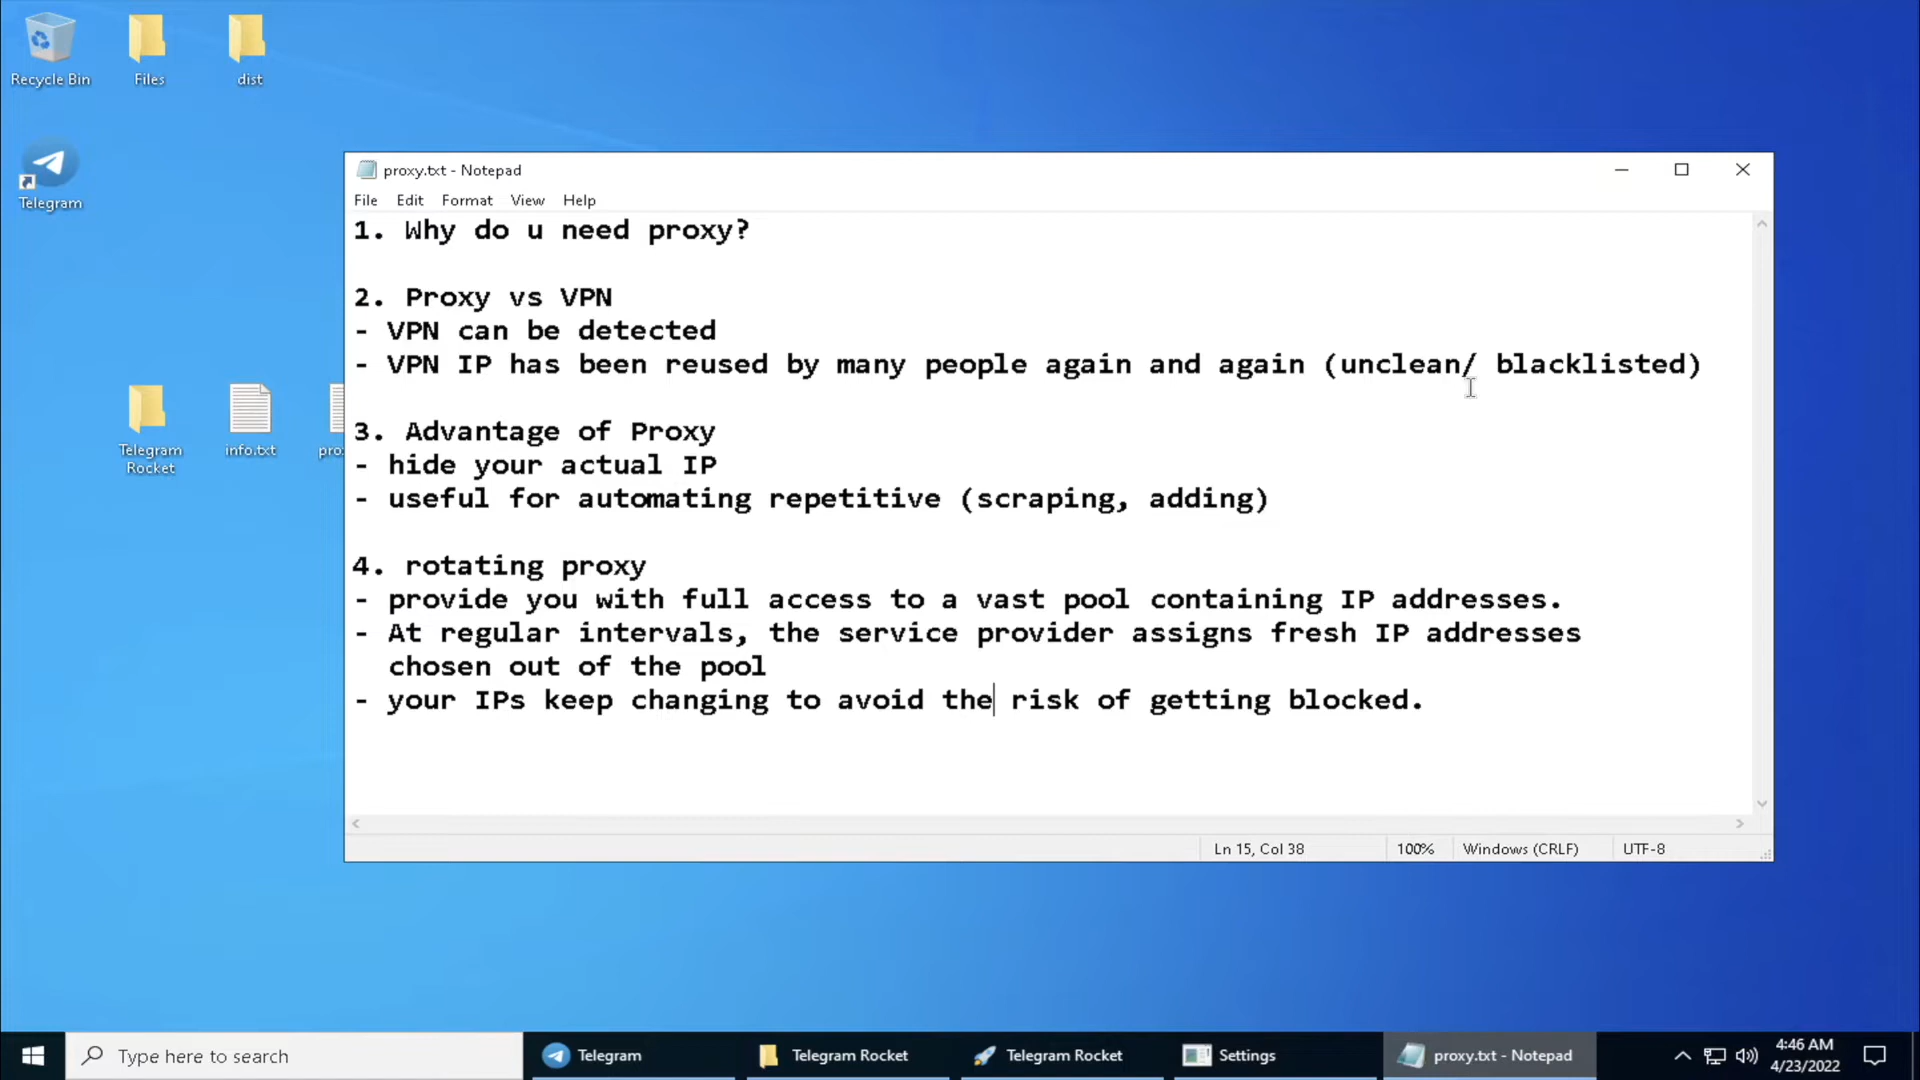 Recycle Bin
Files
dist
Telegram
Telegram
Rocket
info.txt
proxy.txt - Notepad
File Edit Format View Help
1. Why do u need proxy?
2. Proxy vs VPN
- VPN can be detected
- VPN IP has been reused by many people again and again (unclean/ blacklisted)
3. Advantage of Proxy
- hide your actual IP
- useful for automating repetitive (scraping, adding)
4. rotating proxy
- provide you with full access to a vast pool containing IP addresses.
- At regular intervals, the service provider assigns fresh IP addresses
chosen out of the pool
- your IPs keep changing to avoid the risk of getting blocked.
Ln 15, Col 38 100% Windows (CRLF) UTF-8
Type here to search
Telegram
Telegram Rocket
Telegram Rocket
Settings
proxy.txt - Notepad
4:46 AM
4/23/2022